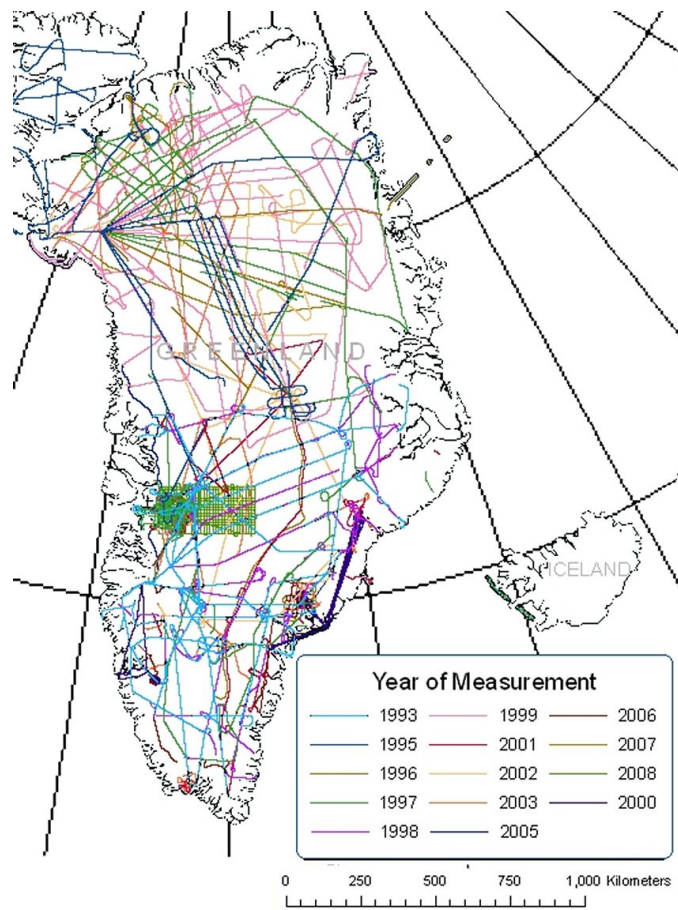 GREENLAND
ICELAND
Year of Measurement
1993 1999 2006
1995 2001 2007
1996 2002 2008
1997 2003 2000
1998 2005
0 250 500 750 1,000 Kilometers